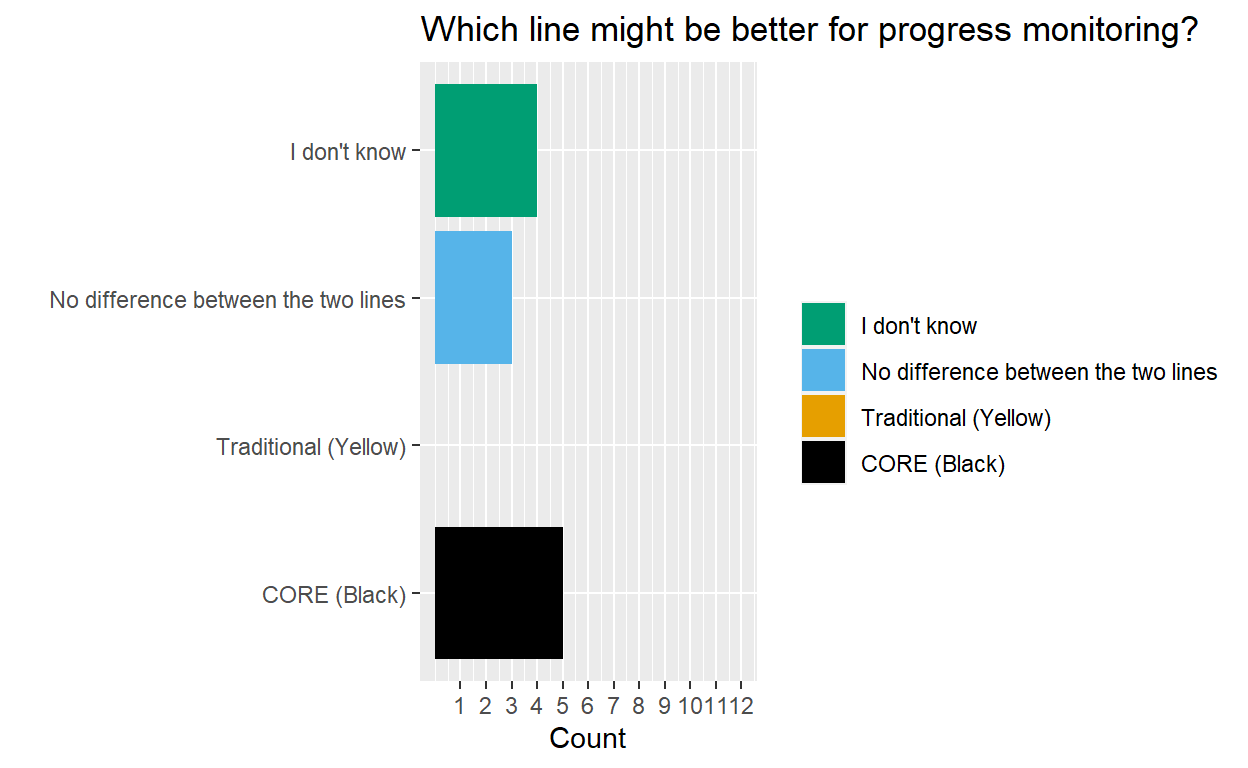 Which line might be better for progress monitoring?
I don't know
No difference between the two lines
Traditional (Yellow)
CORE (Black)
1 2 3 4 5 6 7 8 9 10 11 12
Count
I don't know
No difference between the two lines
Traditional (Yellow)
CORE (Black)